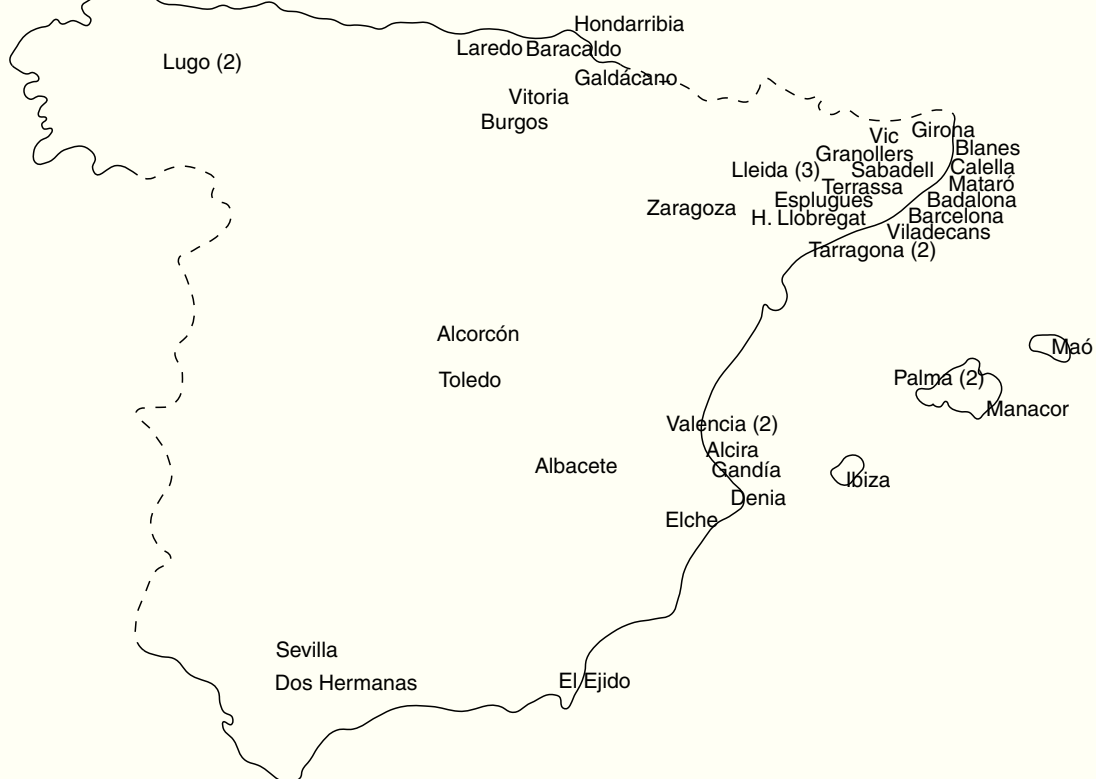 Hondarribia
Laredo Baracaldo
Lugo (2)
Galdácano
Vitoria
Burgos
Girona
Vic
Blanes
Granollers
Calella
Lleida (3) Sabadell
Mataró
Terrassa
Esplugues Badalona
Zaragoza
H. Llobregat Barcelona
Viladecans
Tarragona (2)
Alcorcón
Maó
Toledo
Palma (2)
Manacor
Valencia (2)
Alcira
Albacete
Gandía
Ibiza
Denia
Elche
Sevilla
Dos Hermanas
El Ejido